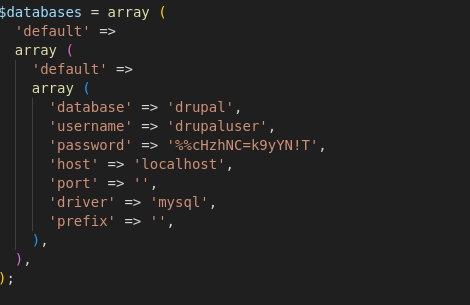 $databases = array (
  'default' =>
  array (
    'default' =>
    array (
      'database' => 'drupal',
      'username' => 'drupaluser',
      'password' => '%%cHzhNC=k9yYN!T',
      'host' => 'localhost',
      'port' => '',
      'driver' => 'mysql',
      'prefix' => '',
    ),
  ),
);